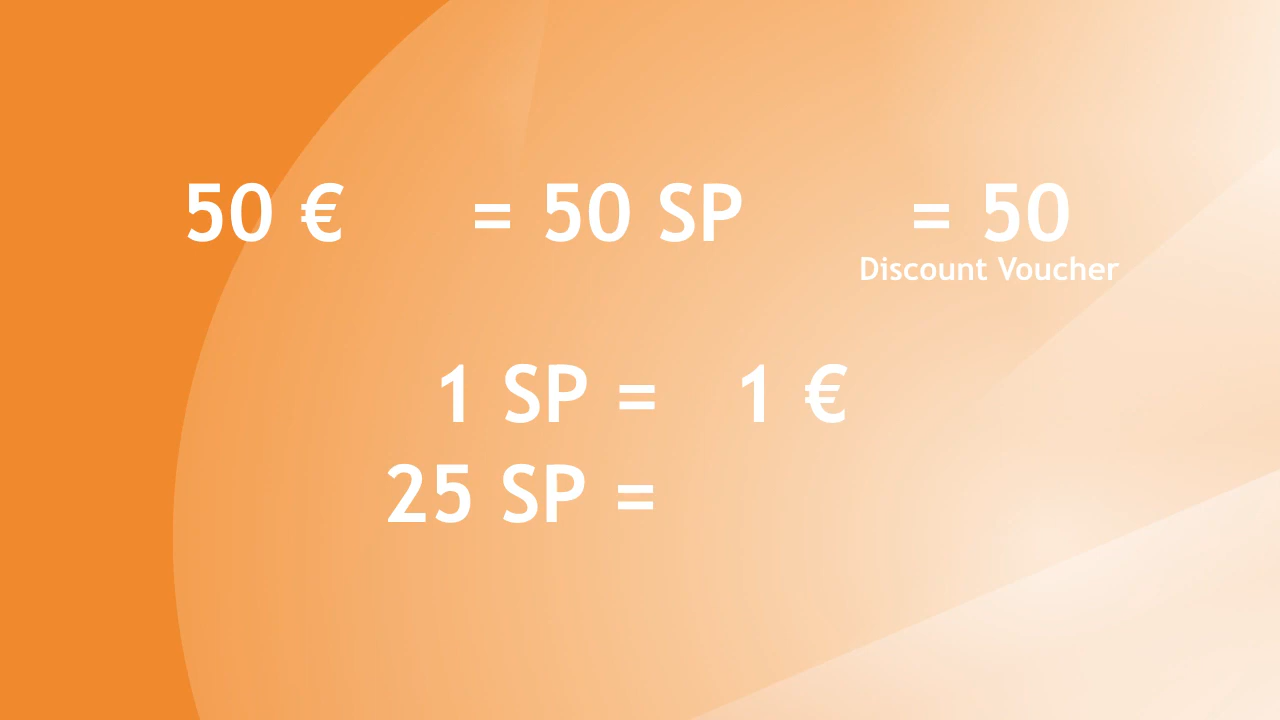 50 € = 50 SP = 50
Discount Voucher
1 SP = 1 €
25 SP =